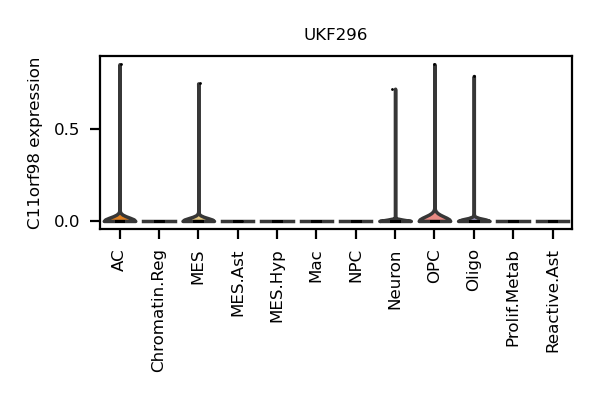 UKF296
C11orf98 expression
0.5
0.0
AC
Chromatin.Reg
MES
MES.Ast
MES.Hyp
Mac
NPC
Neuron
OPC
Oligo
Prolif.Metab
Reactive.Ast